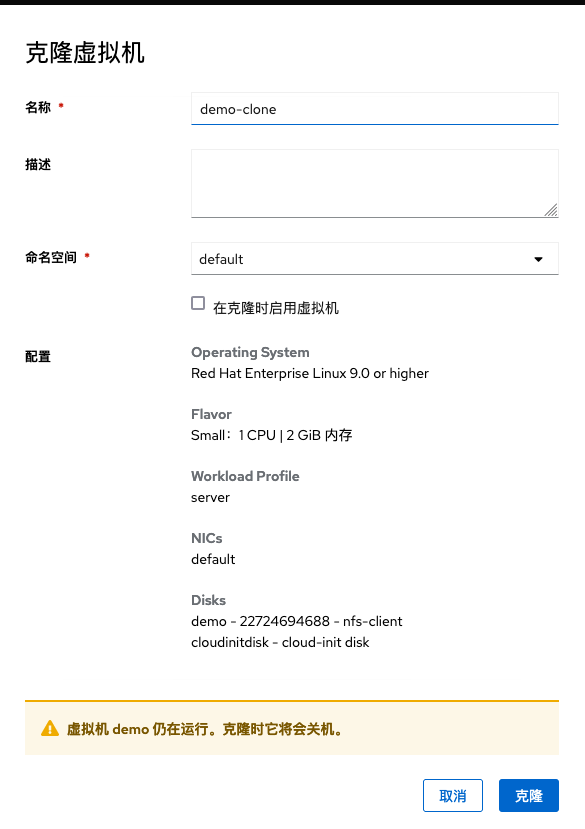 克隆虚拟机
名称 *
demo-clone
描述
命名空间 *
default
在克隆时启用虚拟机
配置
Operating System
Red Hat Enterprise Linux 9.0 or higher
Flavor
Small：1 CPU | 2 GiB 内存
Workload Profile
server
NICs
default
Disks
demo - 22724694688 - nfs-client
cloudinitdisk - cloud-init disk
虚拟机 demo 仍在运行。克隆时它将会关机。
取消 克隆